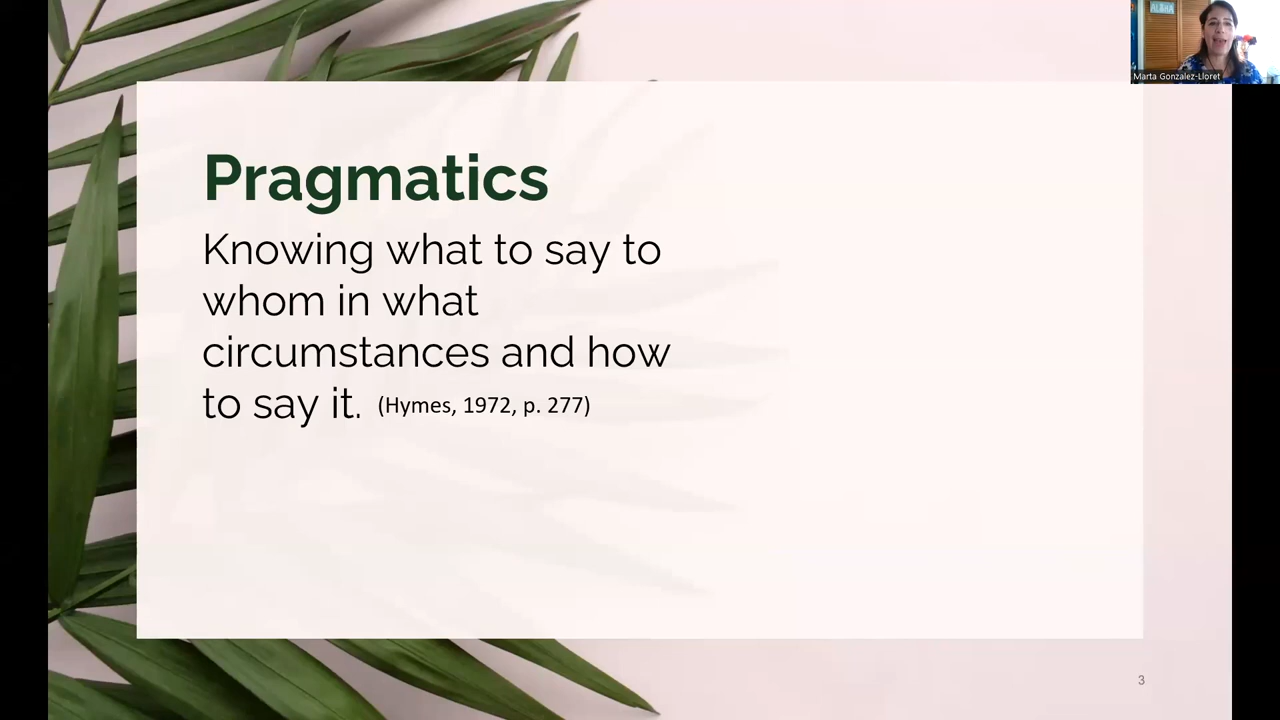 ALOHA
Marta Gonzalez-Lloret
Pragmatics
Knowing what to say to
whom in what
circumstances and how
to say it. (Hymes, 1972, p. 277)
3